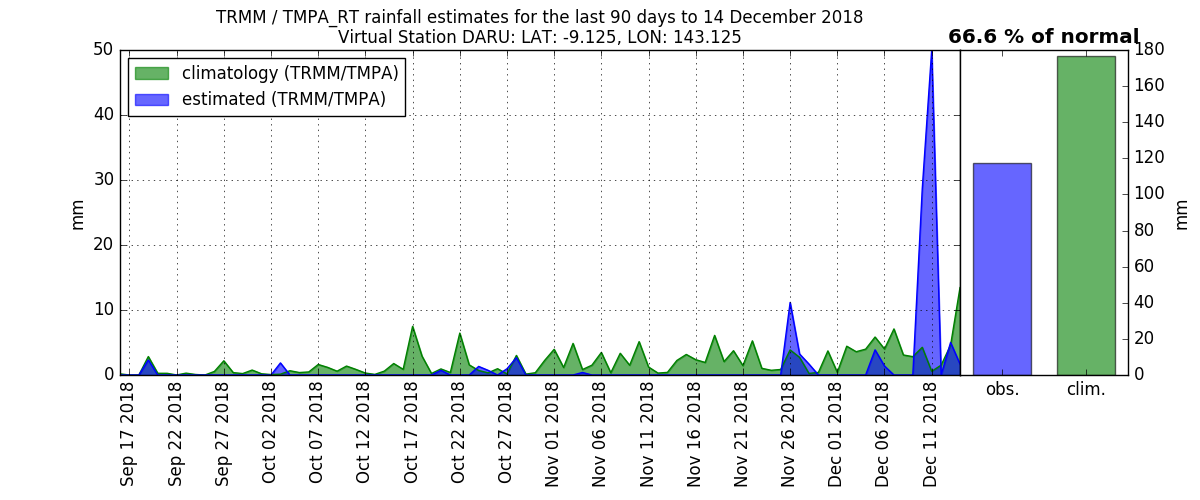 TRMM / TMPA_RT rainfall estimates for the last 90 days to 14 December 2018
Virtual Station DARU: LAT: -9.125, LON: 143.125
66.6 % of normal
climatology (TRMM/TMPA)
estimated (TRMM/TMPA)
mm
50
40
30
20
10
0
Sep 17 2018
Sep 22 2018
Sep 27 2018
Oct 02 2018
Oct 07 2018
Oct 12 2018
Oct 17 2018
Oct 22 2018
Oct 27 2018
Nov 01 2018
Nov 06 2018
Nov 11 2018
Nov 16 2018
Nov 21 2018
Nov 26 2018
Dec 01 2018
Dec 06 2018
Dec 11 2018
obs.
clim.
180
160
140
120
100
80
60
40
20
0
mm